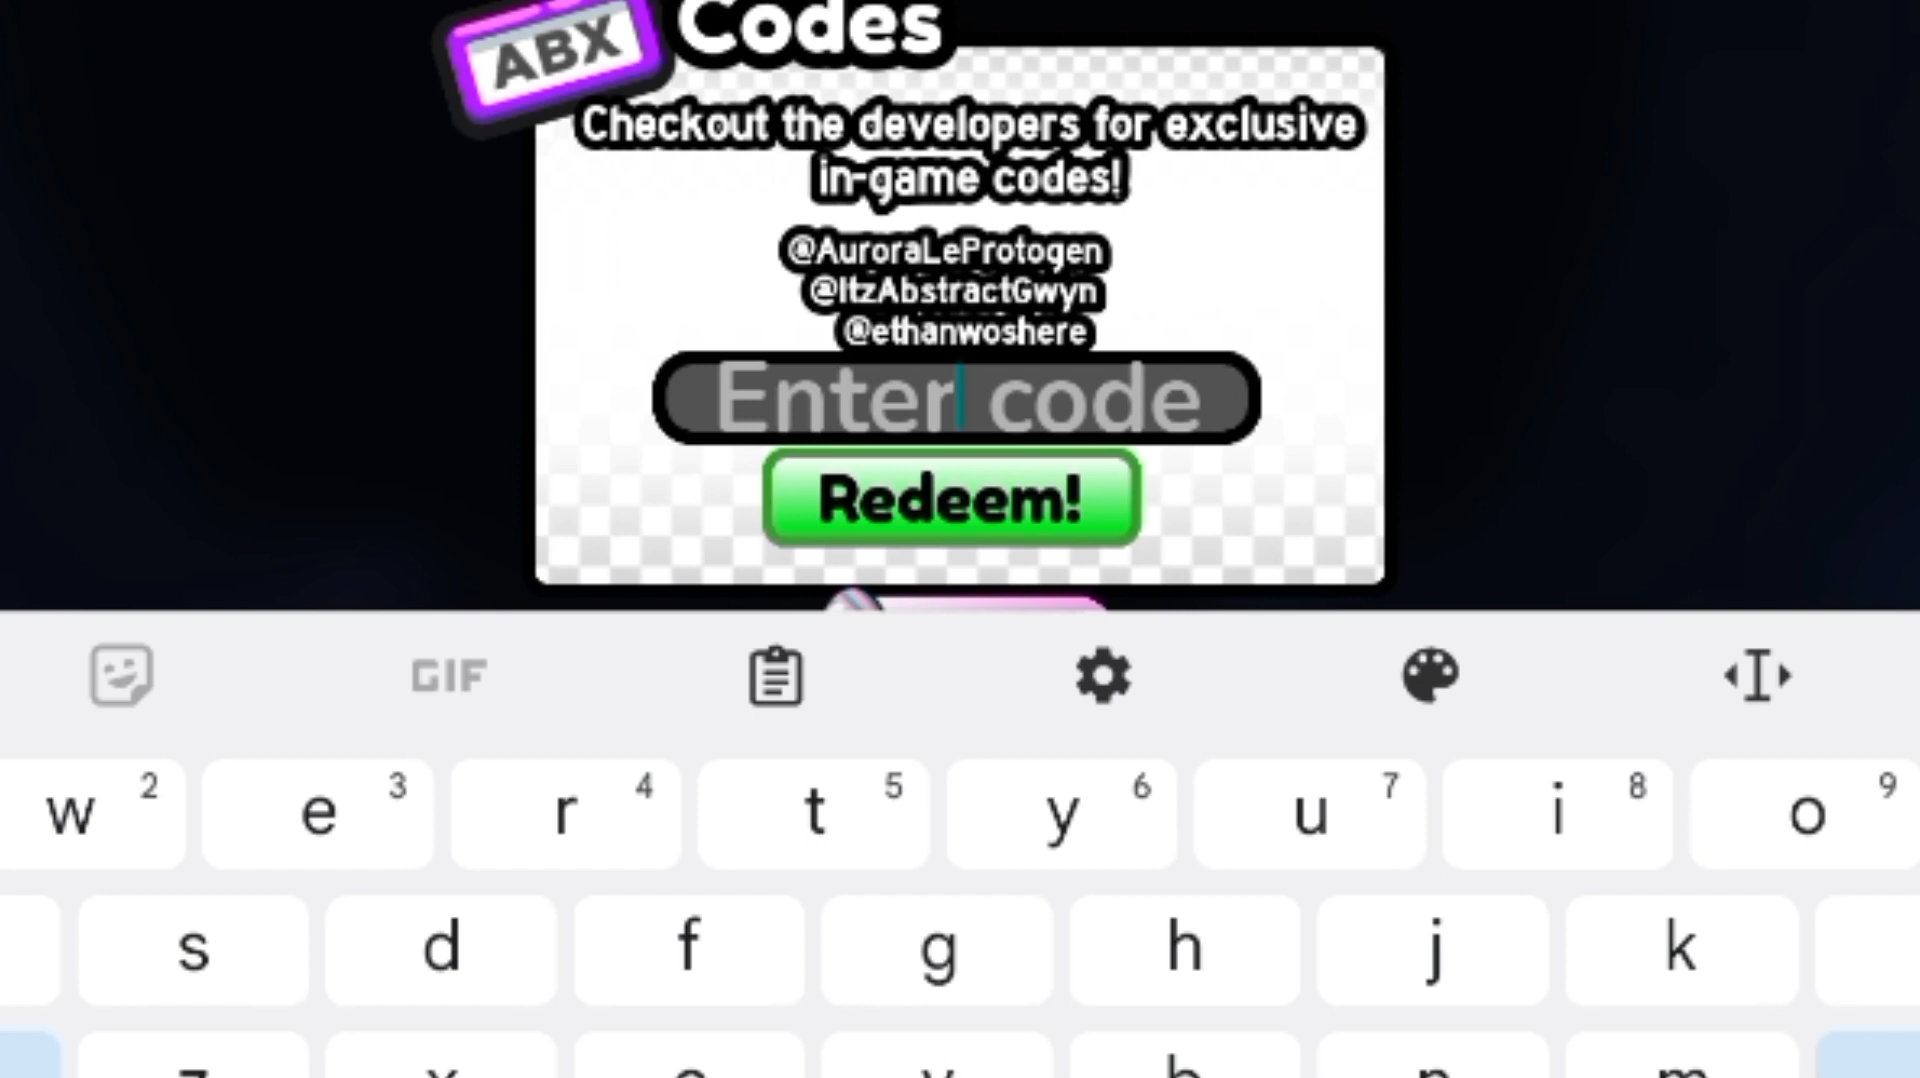 ABX
Codes
Checkout the developers for exclusive
in-game codes!
@AuroraLeProtogen
@ItzAbstractGwyn
@ethanwoshere
Enter code
Redeem!
GIF
w 2 e 3 r 4 t 5 y 6 u 7 i 8 o 9
s d f g h j k
z x c v b n m